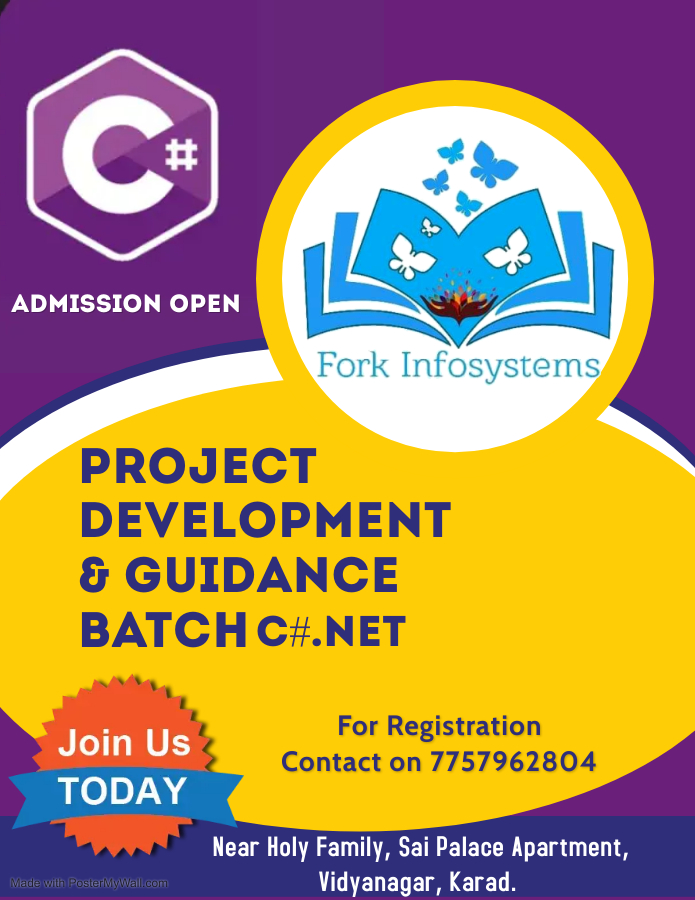 C#
ADMISSION OPEN
Fork Infosystems
PROJECT
DEVELOPMENT
& GUIDANCE
BATCH C#.NET
Join Us
TODAY
For Registration
Contact on 7757962804
Near Holy Family, Sai Palace Apartment,
Vidyanagar, Karad.
Made with PosterMyWall.com